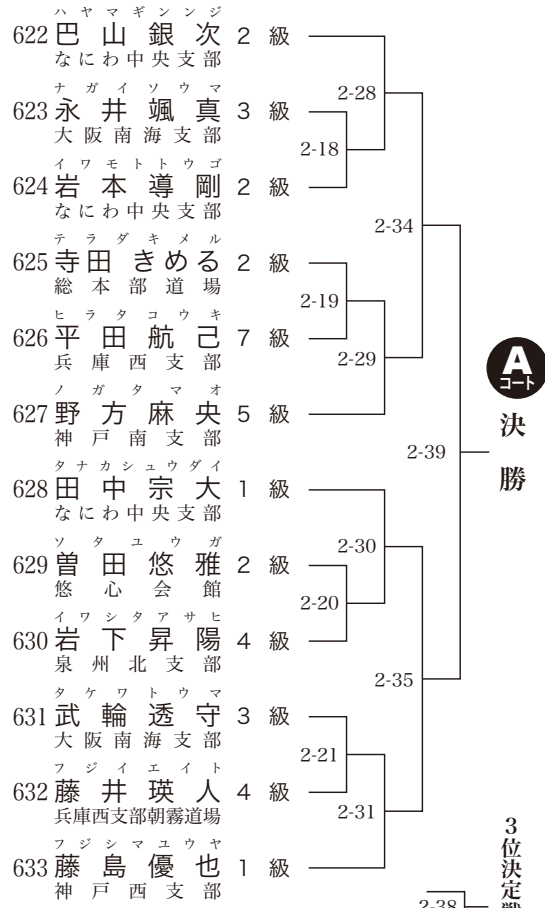 ハヤマギンンジ
622 巴山銀次 2 級
なにわ中央支部
ナガイソウマ
623 永井颯真 3 級
大阪南海支部
イワモトトウゴ
624 岩本導剛 2 級
なにわ中央支部
テラダキメル
625 寺田きめる 2 級
総本部道場
ヒラタコウキ
626 平田航己 7 級
兵庫西支部
ノガタマオ
627 野方麻央 5 級
神戸南支部
タナカシュウダイ
628 田中宗大 1 級
なにわ中央支部
ソタユウガ
629 曽田悠雅 2 級
悠心会館
イワシタアサヒ
630 岩下昇陽 4 級
泉州北支部
タケワトウマ
631 武輪透守 3 級
大阪南海支部
フジイエイト
632 藤井瑛人 4 級
兵庫西支部朝霧道場
フジシマユウヤ
633 藤島優也 1 級
神戸西支部
2-28
2-18
2-34
2-19
2-29
2-39
2-30
2-20
2-35
2-21
2-31
A
コート
決勝
3位決定戦
2-38